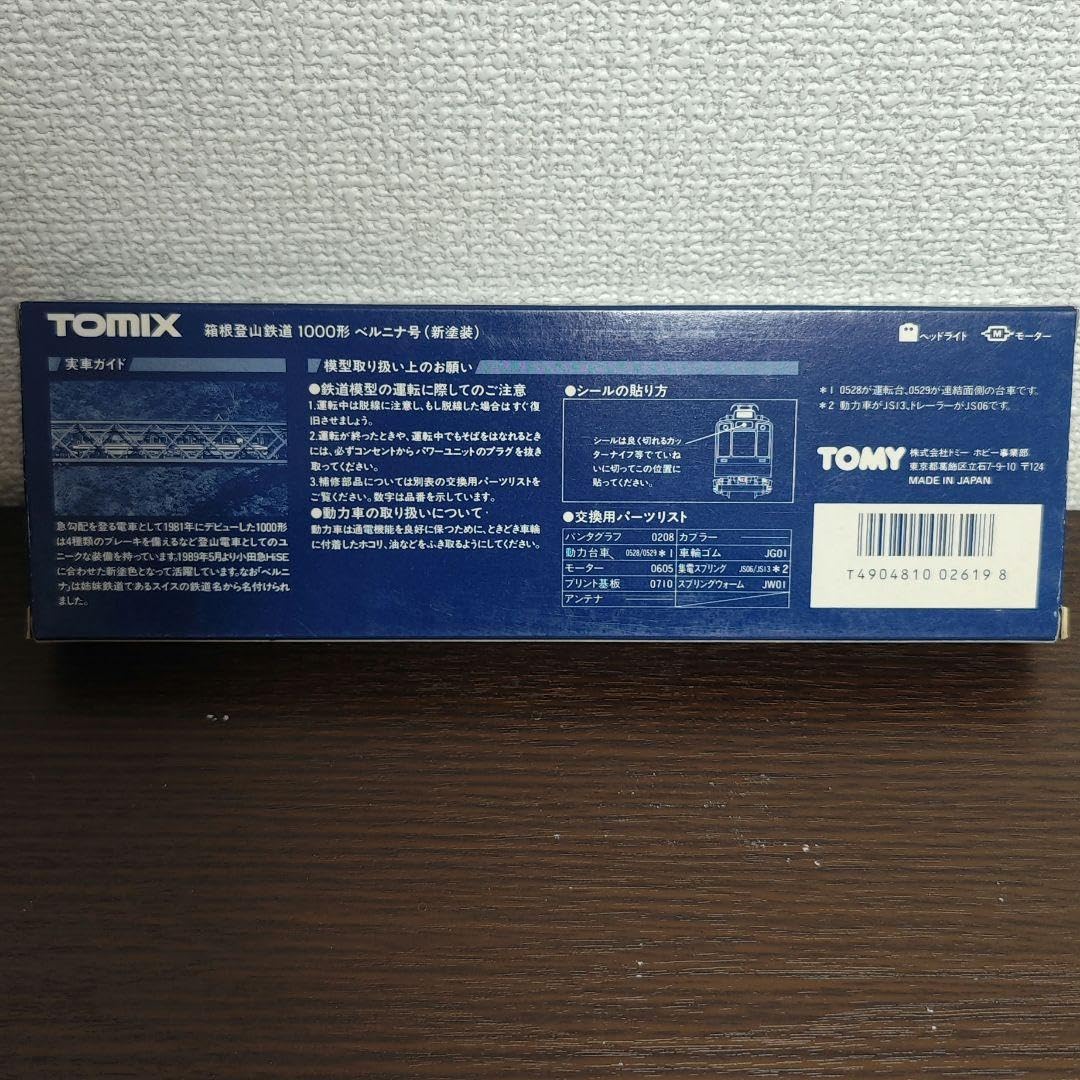 TOMIX 箱根登山鉄道 1000形 ベルニナ号(新塗装)
ヘッドライト
M モーター
実車ガイド
急勾配を登る電車として1981年にデビューした1000形
は4種類のブレーキを備えるなど登山電車としてのユ
ニークな装備を持っています。1989年5月より小田急HiSE
に合わせた新塗色となって活躍しています。なお「ベルニ
ナ」は姉妹鉄道であるスイスの鉄道名から名付けられ
ました。
模型取り扱い上のお願い
●鉄道模型の運転に際してのご注意
1.運転中は脱線に注意し、もし脱線した場合はすぐ復
旧させましょう。
2.運転が終ったときや、運転中でもそばをはなれるとき
には、必ずコンセントからパワーユニットのプラグを抜き
取ってください。
3.補修部品については別表の交換用パーツリストを
ご覧ください。数字は品番を示しています。
●動力車の取り扱いについて
動力車は通電機能を良好に保つために、ときどき車輪
に付着したホコリ、油などをふき取るようにしてください。
●シールの貼り方
シールは良く切れるカッ
ターナイフ等でていね
いに切ってこの位置に
貼ってください。
●交換用パーツリスト
パンタグラフ 0208 カプラー
動力台車 0528/0529*1 車輪ゴム JG01
モーター 0605 集電スプリング JS06/JS13*2
プリント基板 0710 スプリングウォーム JW01
アンテナ
*1 0528が運転台、0529が連結面側の台車です。
*2 動力車がJS13、トレーラーがJS06です。
TOMY 株式会社トミー ホビー事業部
東京都葛飾区立石7-9-10 〒124
MADE IN JAPAN
T4904810 02619 8